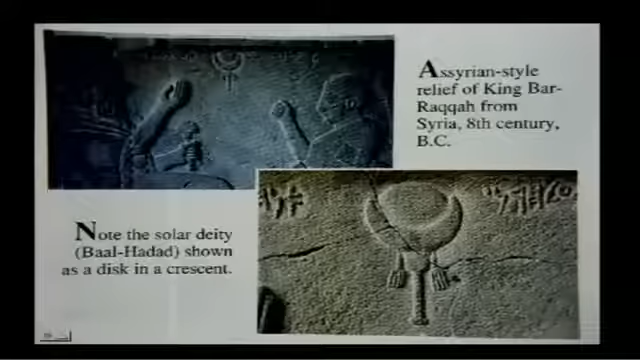 Assyrian-style
relief of King Bar-
Raqqah from
Syria, 8th century,
B.C.
Note the solar deity
(Baal-Hadad) shown
as a disk in a crescent.